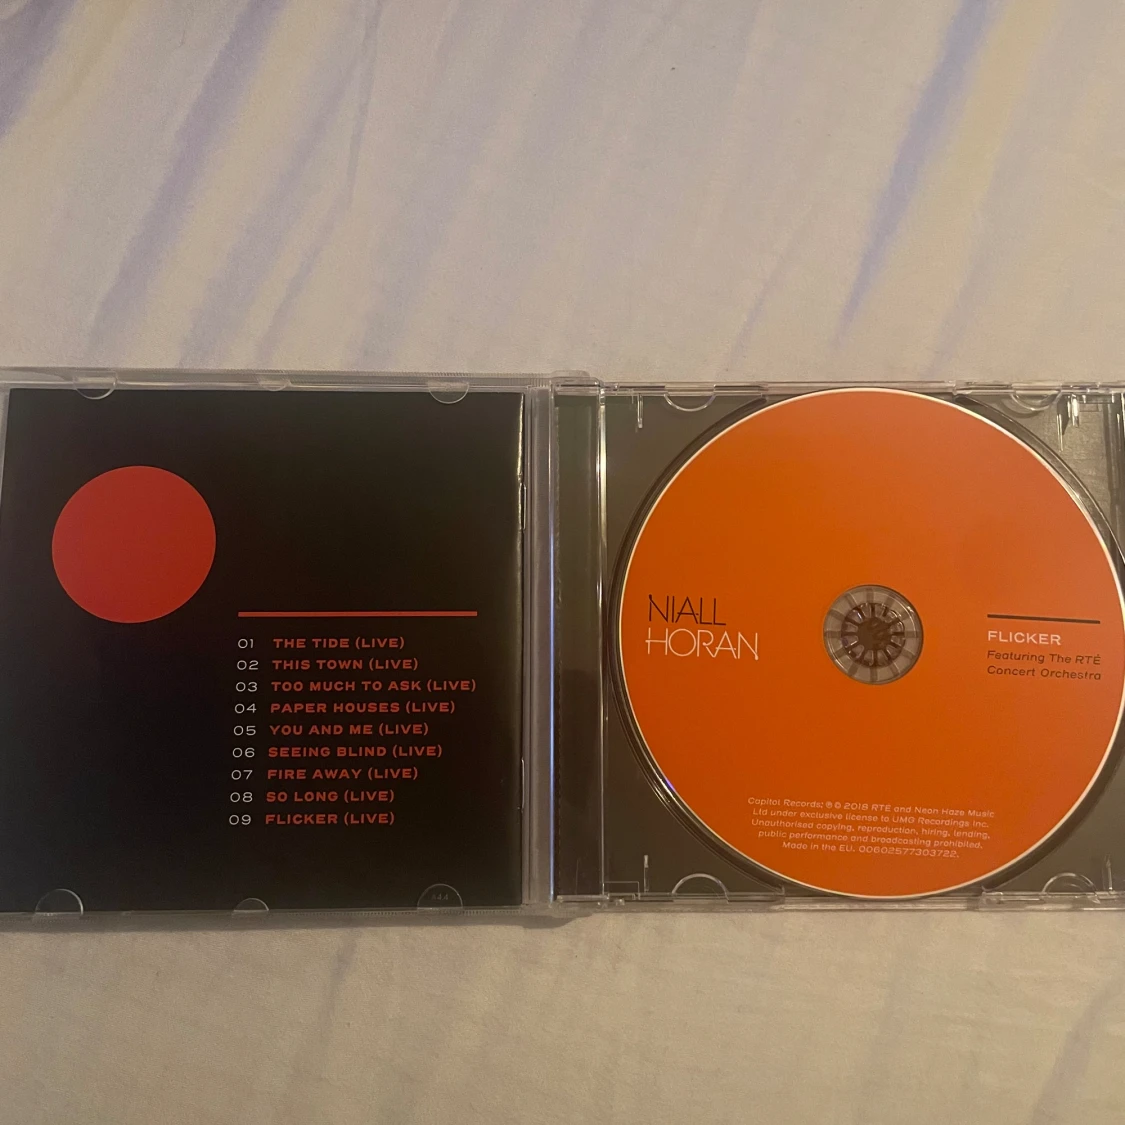 01 THE TIDE (LIVE)
02 THIS TOWN (LIVE)
03 TOO MUCH TO ASK (LIVE)
04 PAPER HOUSES (LIVE)
05 YOU AND ME (LIVE)
06 SEEING BLIND (LIVE)
07 FIRE AWAY (LIVE)
08 SO LONG (LIVE)
09 FLICKER (LIVE)
NIALL
HORAN
FLICKER
Featuring The RTÉ
Concert Orchestra
Capitol Records; ℗ © 2018 RTÉ and Neon Haze Music
Ltd under exclusive license to UMG Recordings Inc.
Unauthorised copying, reproduction, hiring, lending,
public performance and broadcasting prohibited.
Made in the EU. 00602577303722.